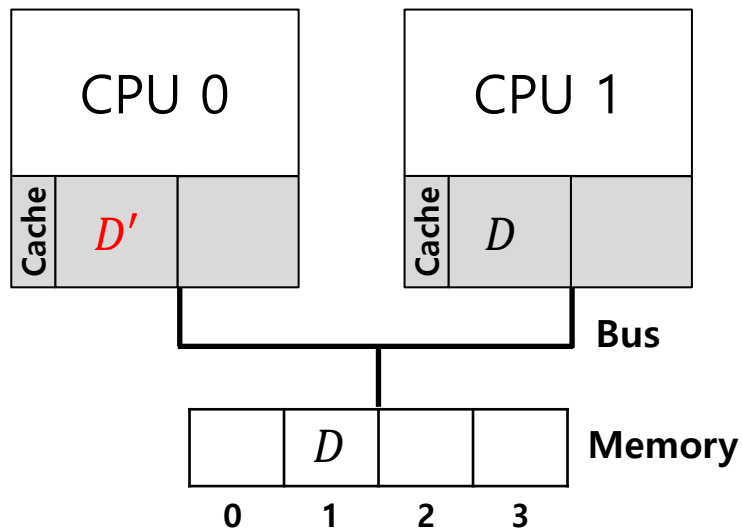 CPU 0
CPU 1
Cache
D′
Cache
D
Bus
D
Memory
0 1 2 3